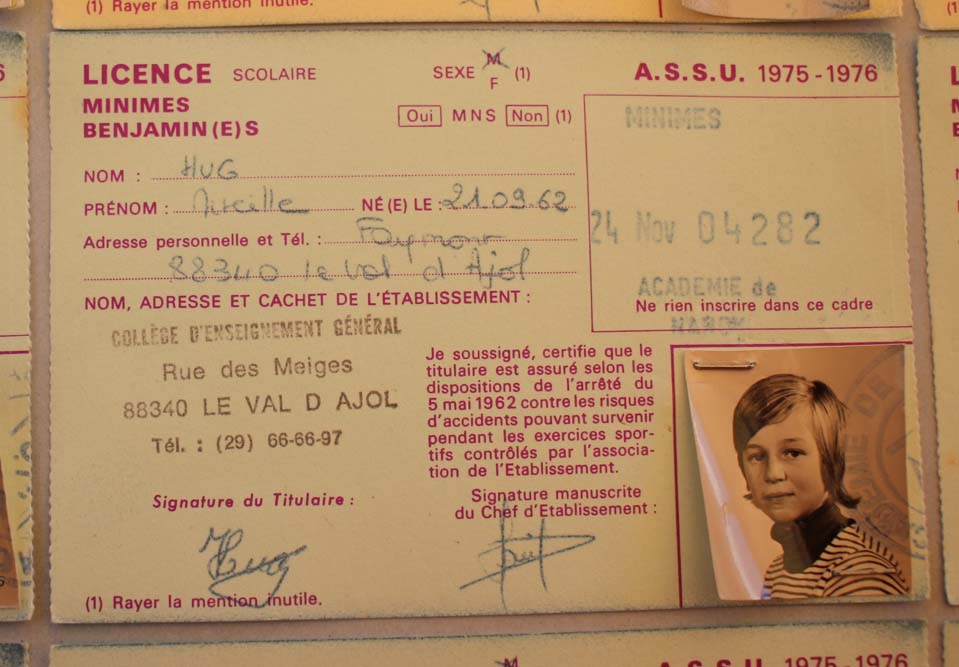 (1) Rayer la mention inutile.
LICENCE SCOLAIRE
SEXE M (1)
F
A.S.S.U. 1975-1976
MINIMES
BENJAMIN(E)S
Oui MNS Non (1)
MINIMES
NOM : HUG
PRÉNOM : Mireille NÉ(E) LE : 21.09.62
24 Nov 04282
Adresse personnelle et Tél. : Faymont
88340 le Val d'Ajol
ACADEMIE de
NANCY
Ne rien inscrire dans ce cadre
NOM, ADRESSE ET CACHET DE L'ÉTABLISSEMENT :
COLLÈGE D'ENSEIGNEMENT GÉNÉRAL
Rue des Meiges
88340 LE VAL D AJOL
Tél. : (29) 66-66-97
Je soussigné, certifie que le
titulaire est assuré selon les
dispositions de l'arrêté du
5 mai 1962 contre les risques
d'accidents pouvant survenir
pendant les exercices spor-
tifs contrôlés par l'associa-
tion de l'Etablissement.
Signature du Titulaire :
Hug
Signature manuscrite
du Chef d'Etablissement :
(1) Rayer la mention inutile.
M
A.S.S.U. 1975-1976